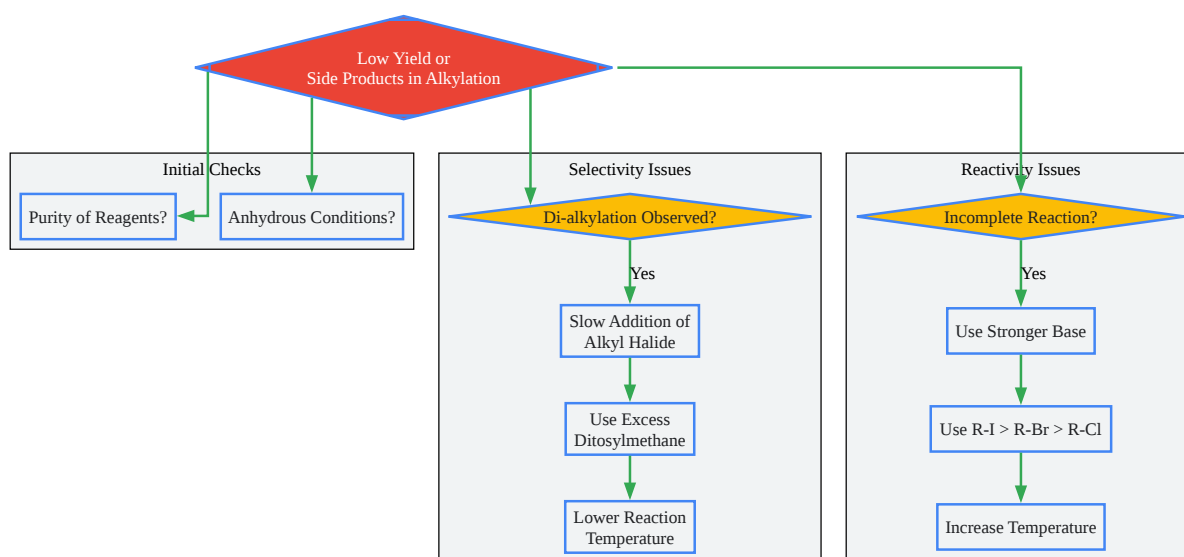 Low Yield or
Side Products in Alkylation
Initial Checks
Purity of Reagents?
Anhydrous Conditions?
Selectivity Issues
Di-alkylation Observed?
Yes
Slow Addition of
Alkyl Halide
Use Excess
Ditosylmethane
Lower Reaction
Temperature
Reactivity Issues
Incomplete Reaction?
Yes
Use Stronger Base
Use R-I > R-Br > R-Cl
Increase Temperature